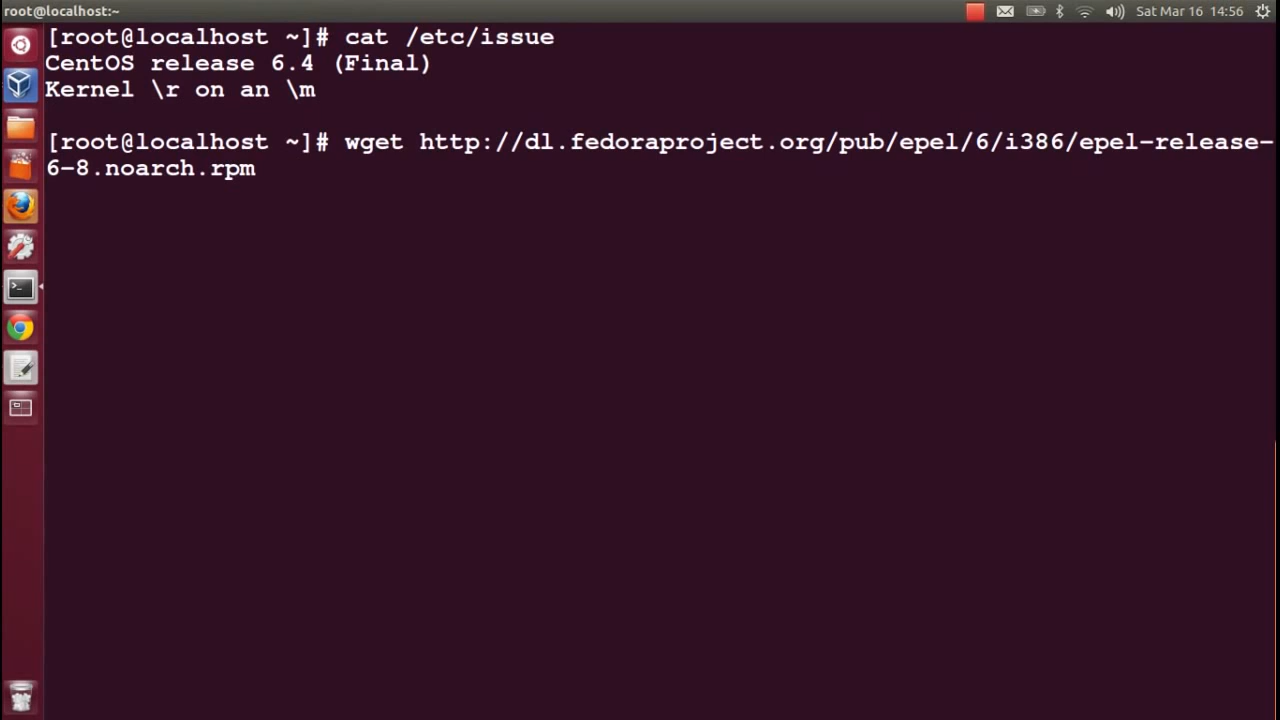 root@localhost:~
Sat Mar 16 14:56
[root@localhost ~]# cat /etc/issue
CentOS release 6.4 (Final)
Kernel \r on an \m
[root@localhost ~]# wget http://dl.fedoraproject.org/pub/epel/6/i386/epel-release-
6-8.noarch.rpm